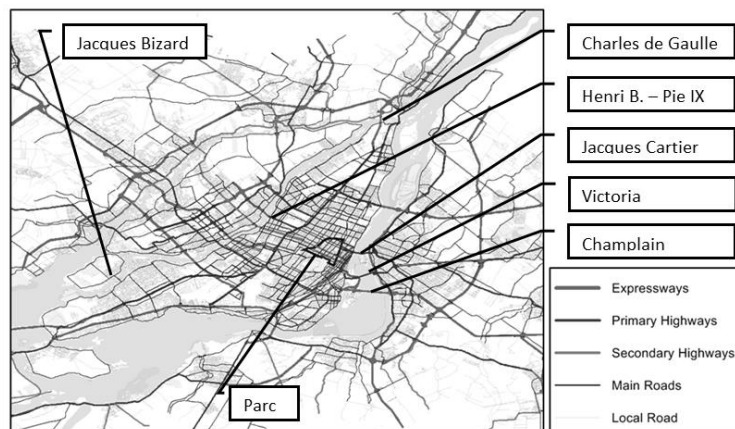 Jacques Bizard
Charles de Gaulle
Henri B. – Pie IX
Jacques Cartier
Victoria
Champlain
Expressways
Primary Highways
Secondary Highways
Main Roads
Local Road
Parc